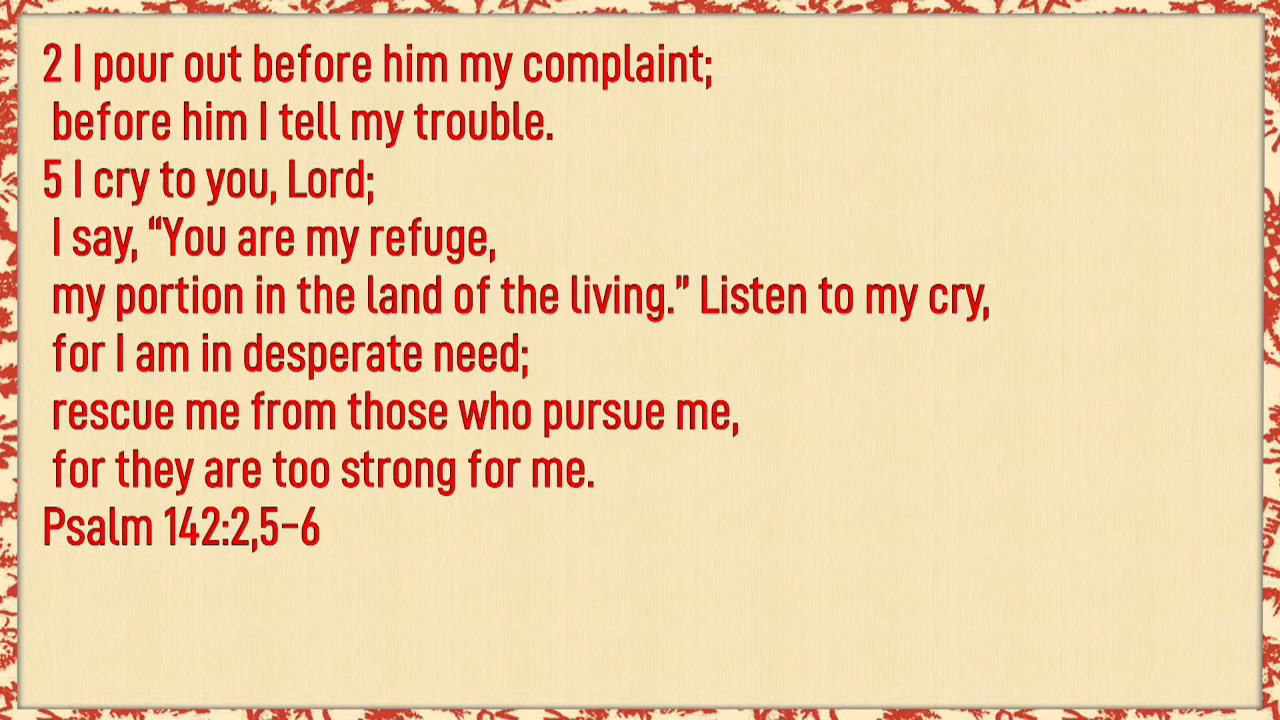 2 I pour out before him my complaint;
before him I tell my trouble.
5 I cry to you, Lord;
I say, “You are my refuge,
my portion in the land of the living.” Listen to my cry,
for I am in desperate need;
rescue me from those who pursue me,
for they are too strong for me.
Psalm 142:2,5-6